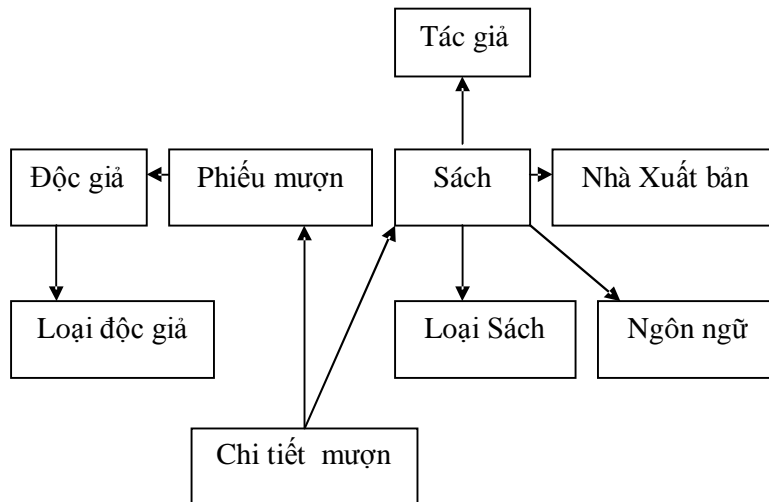 Tác giả
Độc giả
Phiếu mượn
Sách
Nhà Xuất bản
Loại độc giả
Loại Sách
Ngôn ngữ
Chi tiết mượn